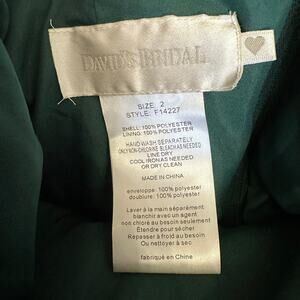 DAVID'S BRIDAL
SIZE: 2
STYLE: F14227
SHELL: 100% POLYESTER
LINING: 100% POLYESTER
HAND WASH SEPARATELY
ONLY NON-CHLORINE BLEACH AS NEEDED
LINE DRY
COOL IRON AS NEEDED
OR DRY CLEAN
MADE IN CHINA
enveloppe: 100% polyester
doublure: 100% polyester
Laver à la main séparément
blanchir avec un agent
non chloré au besoin seulement
Étendre pour sécher
Repasser à froid au besoin
Ou nettoyer à sec
fabriqué en Chine